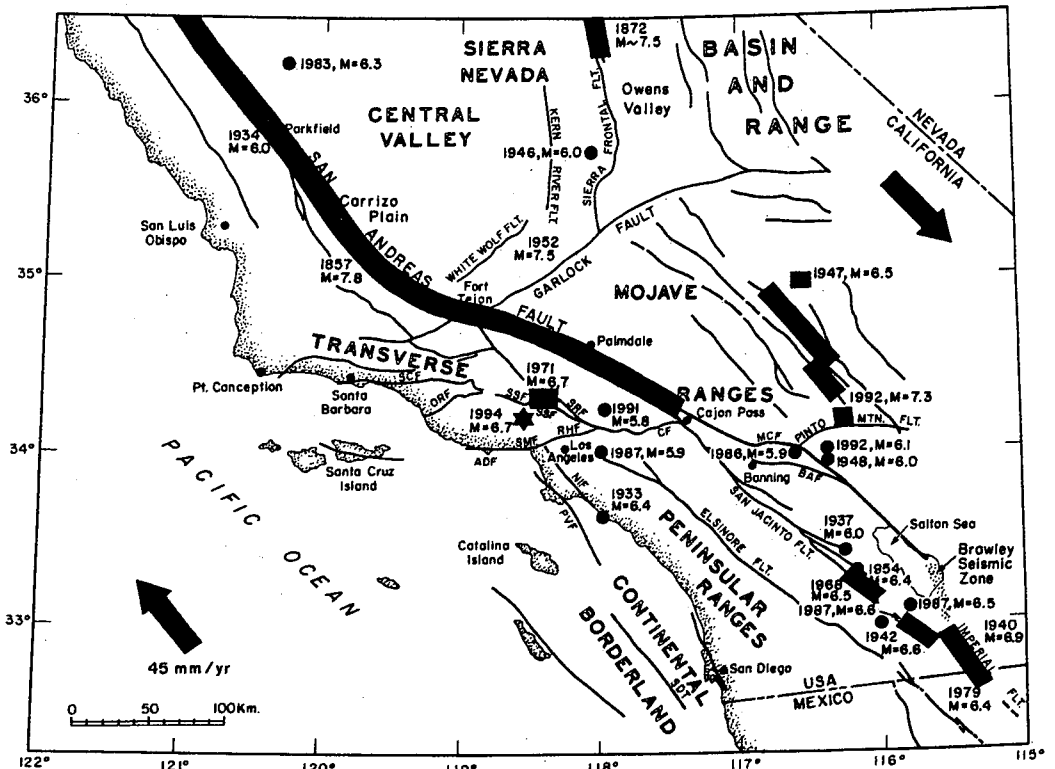 1872
M~7.5
SIERRA
NEVADA
BASIN
AND
RANGE
1983, M=6.3
36°
CENTRAL
VALLEY
Owens
Valley
KERN
RIVER FLT.
SIERRA FRONTAL FLT.
NEVADA
CALIFORNIA
1934
M=6.0
Parkfield
1946, M=6.0
SAN ANDREAS FAULT
Carrizo
Plain
San Luis
Obispo
WHITE WOLF FLT.
1952
M=7.5
GARLOCK FAULT
35°
1857
M=7.8
Fort
Tejon
MOJAVE
1947, M=6.5
Palmdale
TRANSVERSE
RANGES
Pt. Conception
SCF
Santa
Barbara
ORF
1971
M=6.7
SSF
SSF
SRF
1991
M=5.8
Cajon Pass
1992, M=7.3
PINTO MTN. FLT.
1994
M=6.7
RHF
CF
MCF
34°
SMF
ADF
Los
Angeles
1987, M=5.9
1986, M=5.9
1992, M=6.1
1948, M=6.0
Banning
BAF
Santa Cruz
Island
NIF
PVF
1933
M=6.4
ELSINORE FLT.
SAN JACINTO FLT.
1937
M=6.0
Salton Sea
Brawley
Seismic
Zone
PACIFIC OCEAN
Catalina
Island
PENINSULAR
RANGES
1954
M=6.4
1968
M=6.5
1987, M=6.6
1987, M=6.5
1942
M=6.6
1940
M=6.9
33°
CONTINENTAL
BORDERLAND
IMPERIAL FLT.
45 mm/yr
San Diego
SDT
USA
MEXICO
1979
M=6.4
0 50 100 Km.
122° 121° 120° 119° 118° 117° 116° 115°